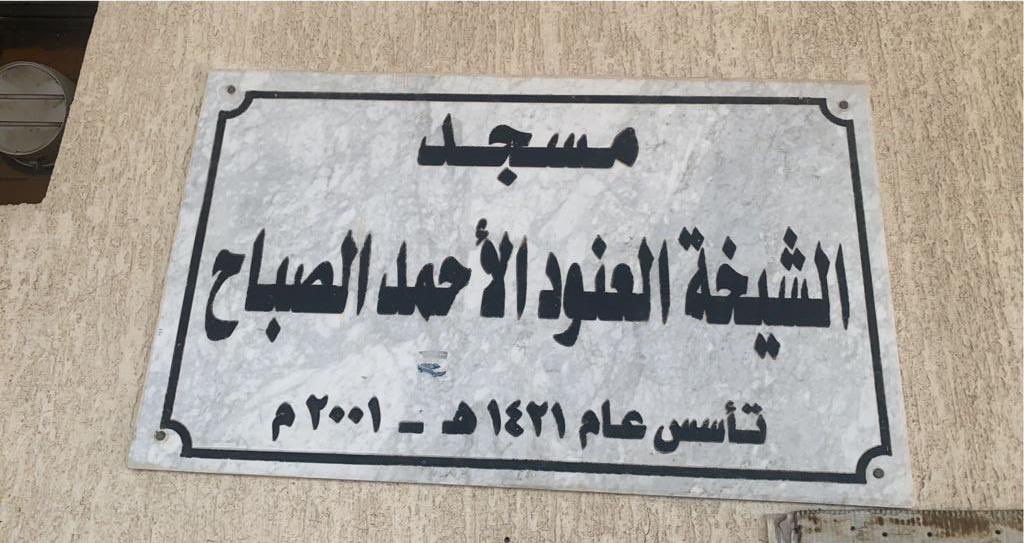 مسجد
الشيخة العنود الأحمد الصباح
تأسس عام ١٤٢١ هـ - ٢٠٠١ م